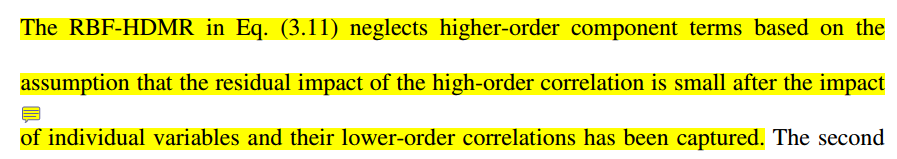 The RBF-HDMR in Eq. (3.11) neglects higher-order component terms based on the
assumption that the residual impact of the high-order correlation is small after the impact
of individual variables and their lower-order correlations has been captured. The second